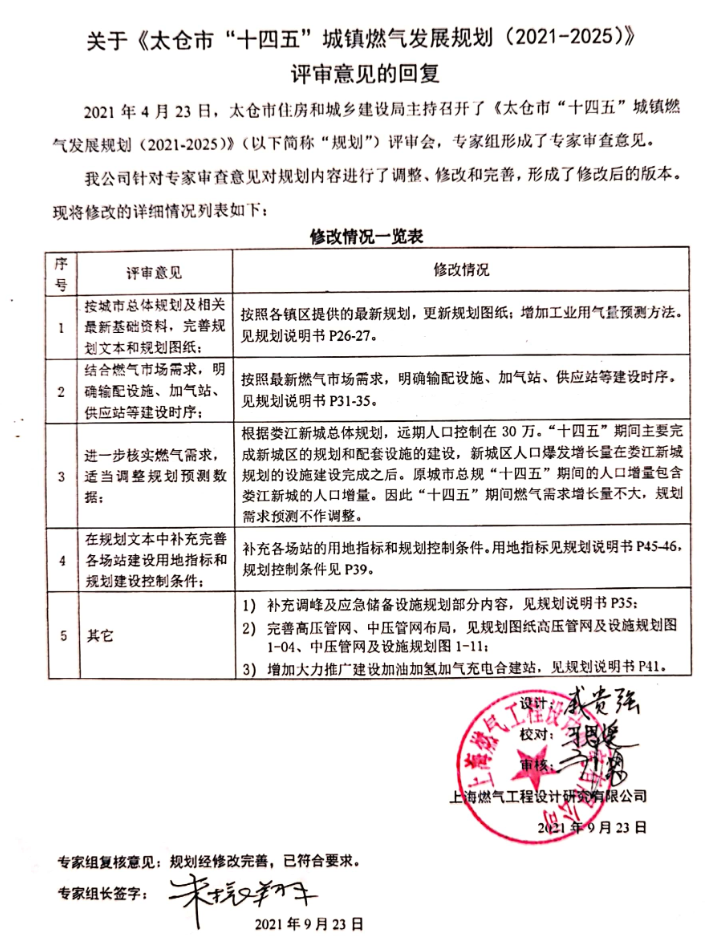 关于《太仓市“十四五”城镇燃气发展规划（2021-2025）》
评审意见的回复
2021 年 4 月 23 日，太仓市住房和城乡建设局主持召开了《太仓市“十四五”城镇燃
气发展规划（2021-2025）》（以下简称“规划”）评审会，专家组形成了专家审查意见。
我公司针对专家审查意见对规划内容进行了调整、修改和完善，形成了修改后的版本。
现将修改的详细情况列表如下：
修改情况一览表
序号
评审意见
修改情况
1
按城市总体规划及相关
最新基础资料，完善规
划文本和规划图纸；
按照各镇区提供的最新规划，更新规划图纸；增加工业用气量预测方法。
见规划说明书 P26-27。
2
结合燃气市场需求，明
确输配设施、加气站、
供应站等建设时序；
按照最新燃气市场需求，明确输配设施、加气站、供应站等建设时序。
见规划说明书 P31-35。
3
进一步核实燃气需求，
适当调整规划预测数
据；
根据娄江新城总体规划，远期人口控制在 30 万。“十四五”期间主要完
成新城区的规划和配套设施的建设，新城区人口爆发增长量在娄江新城
规划的设施建设完成之后。原城市总规“十四五”期间的人口增量包含
娄江新城的人口增量。因此“十四五”期间燃气需求增长量不大，规划
需求预测不作调整。
4
在规划文本中补充完善
各场站建设用地指标和
规划建设控制条件；
补充各场站的用地指标和规划控制条件。用地指标见规划说明书 P45-46，
规划控制条件见 P39。
5
其它
1） 补充调峰及应急储备设施规划部分内容，见规划说明书 P35；
2） 完善高压管网、中压管网布局，见规划图纸高压管网及设施规划图
1-04、中压管网及设施规划图 1-11；
3） 增加大力推广建设加油加氢加气充电合建站，见规划说明书 P41。
设计：
校对：
审核：
上海燃气工程设计研究有限公司
2021 年 9 月 23 日
专家组复核意见：规划经修改完善，已符合要求。
专家组长签字：
2021 年 9 月 23 日